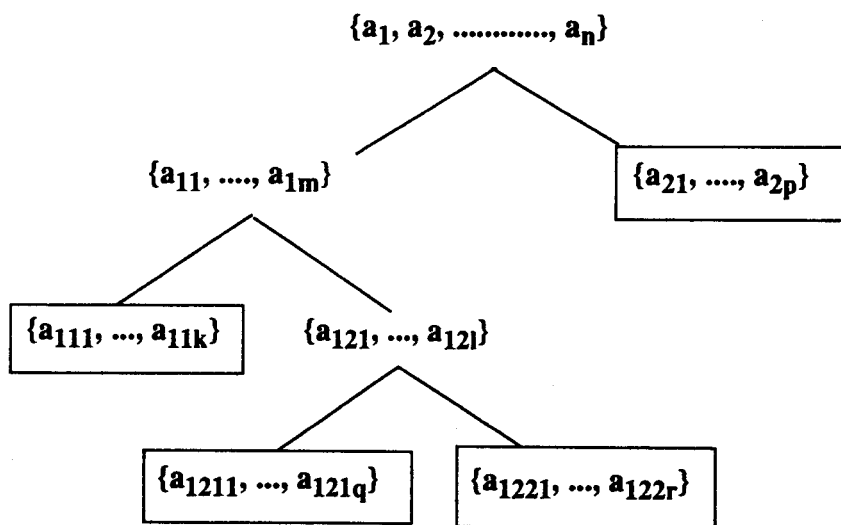 {a₁, a₂, ............, aₙ}
{a₁₁, ...., a₁ₘ}
{a₂₁, ...., a₂ₚ}
{a₁₁₁, ..., a₁₁ₖ}
{a₁₂₁, ..., a₁₂ₗ}
{a₁₂₁₁, ..., a₁₂₁q}
{a₁₂₂₁, ..., a₁₂₂ᵣ}